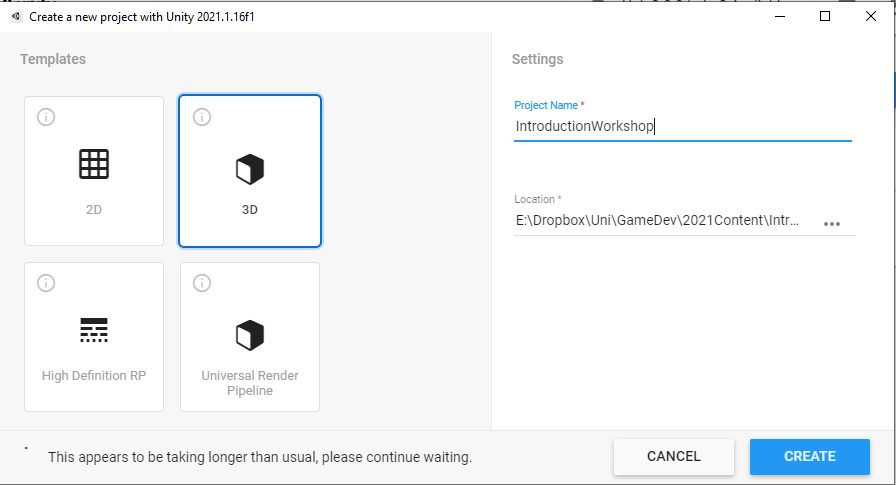 Create a new project with Unity 2021.1.16f1
Templates
Settings
2D
3D
High Definition RP
Universal Render
Pipeline
Project Name *
IntroductionWorkshop
Location *
E:\Dropbox\Uni\GameDev\2021Content\Intr...
This appears to be taking longer than usual, please continue waiting.
CANCEL
CREATE